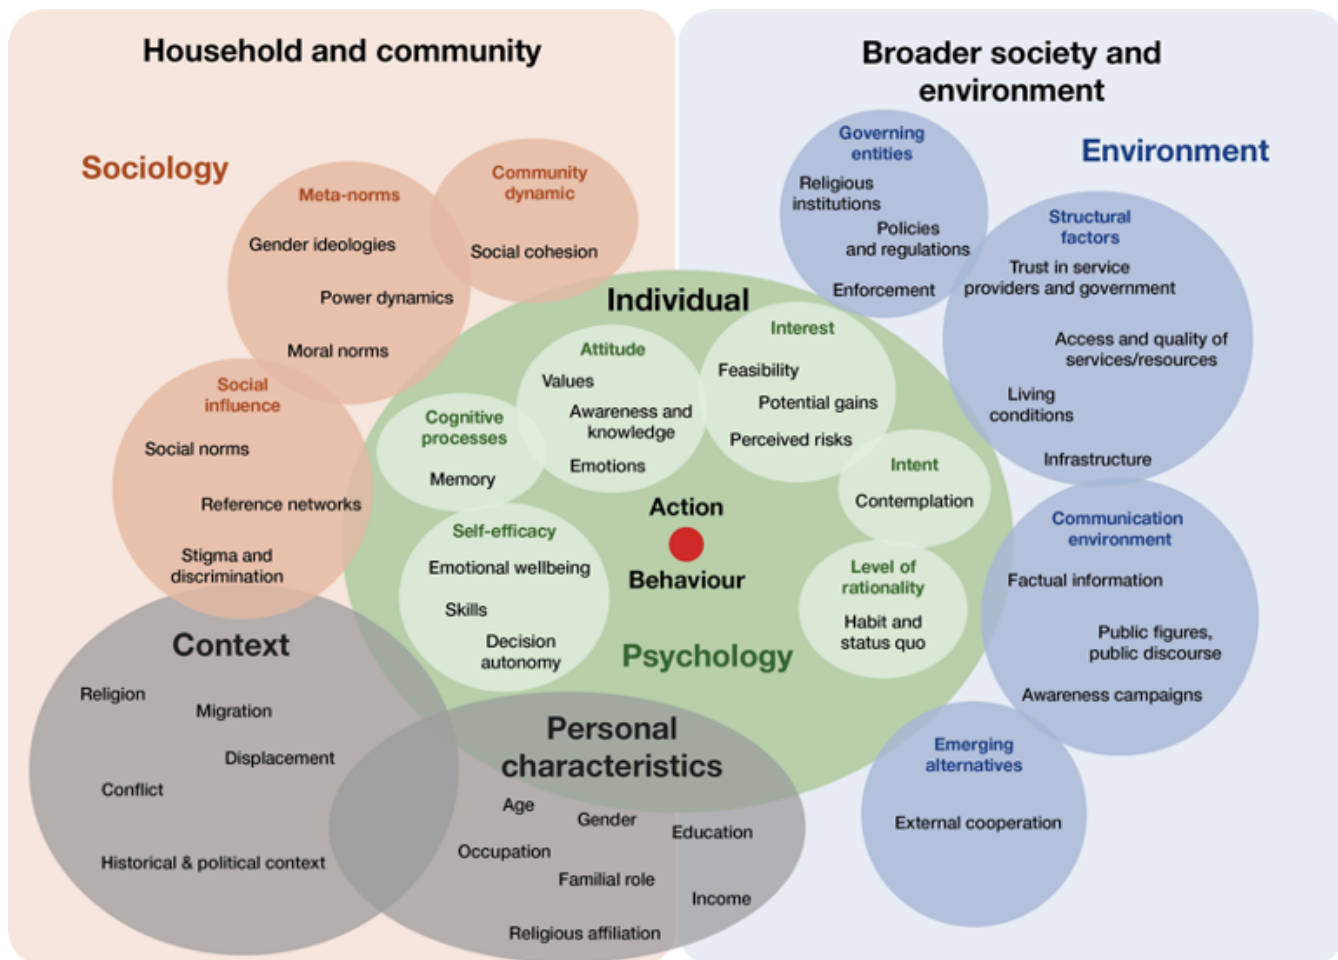 Household and community
Sociology
Meta-norms
Gender ideologies
Power dynamics
Moral norms
Community
dynamic
Social cohesion
Social
influence
Social norms
Reference networks
Stigma and
discrimination
Context
Religion
Migration
Displacement
Conflict
Historical & political context
Individual
Attitude
Values
Awareness and
knowledge
Emotions
Interest
Feasibility
Potential gains
Perceived risks
Cognitive
processes
Memory
Intent
Contemplation
Self-efficacy
Emotional wellbeing
Skills
Decision
autonomy
Action
Behaviour
Level of
rationality
Habit and
status quo
Psychology
Personal
characteristics
Age
Gender
Education
Occupation
Familial role
Income
Religious affiliation
Broader society and
environment
Environment
Governing
entities
Religious
institutions
Policies
and regulations
Enforcement
Structural
factors
Trust in service
providers and government
Access and quality of
services/resources
Living
conditions
Infrastructure
Communication
environment
Factual information
Public figures,
public discourse
Awareness campaigns
Emerging
alternatives
External cooperation